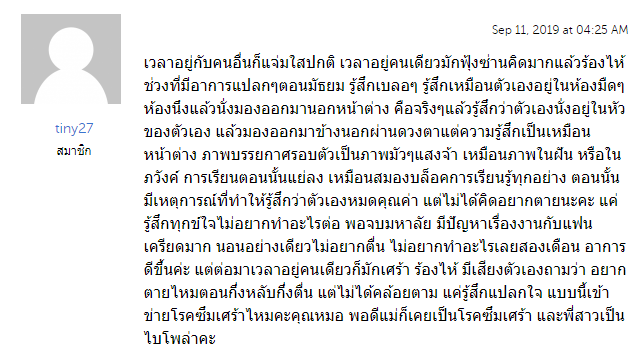 Sep 11, 2019 at 04:25 AM
tiny27
สมาชิก
เวลาอยู่กับคนอื่นก็แจ่มใสปกติ เวลาอยู่คนเดียวมักฟุ้งซ่านคิดมากแล้วร้องไห้
ช่วงที่มีอาการแปลกๆตอนมัธยม รู้สึกเบลอๆ รู้สึกเหมือนตัวเองอยู่ในห้องมืดๆ
ห้องนึงแล้วนั่งมองออกมานอกหน้าต่าง คือจริงๆแล้วรู้สึกว่าตัวเองนั่งอยู่ในหัว
ของตัวเอง แล้วมองออกมาข้างนอกผ่านดวงตาแต่ความรู้สึกเป็นเหมือน
หน้าต่าง ภาพบรรยกาศรอบตัวเป็นภาพมัวๆแสงจ้า เหมือนภาพในฝัน หรือใน
ภวังค์ การเรียนตอนนั้นแย่ลง เหมือนสมองบล็อคการเรียนรู้ทุกอย่าง ตอนนั้น
มีเหตุการณ์ที่ทำให้รู้สึกว่าตัวเองหมดคุณค่า แต่ไม่ได้คิดอยากตายนะคะ แค่
รู้สึกทุกข์ใจไม่อยากทำอะไรต่อ พอจบมหาลัย มีปัญหาเรื่องงานกับแฟน
เครียดมาก นอนอย่างเดียวไม่อยากตื่น ไม่อยากทำอะไรเลยสองเดือน อาการ
ดีขึ้นค่ะ แต่ต่อมาเวลาอยู่คนเดียวก็มักเศร้า ร้องไห้ มีเสียงตัวเองถามว่า อยาก
ตายไหมตอนกึ่งหลับกึ่งตื่น แต่ไม่ได้คล้อยตาม แค่รู้สึกแปลกใจ แบบนี้เข้า
ข่ายโรคซึมเศร้าไหมคะคุณหมอ พอดีแม่ก็เคยเป็นโรคซึมเศร้า และพี่สาวเป็น
ไบโพล่าคะ